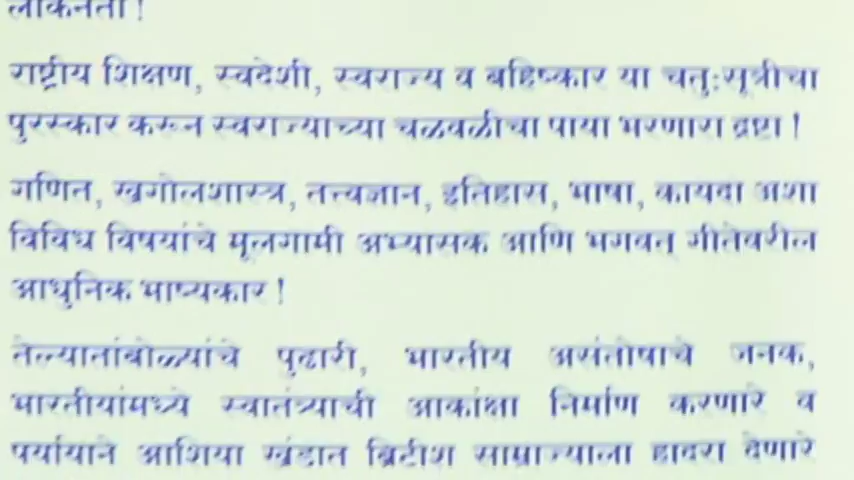 लोकनेता!
राष्ट्रीय शिक्षण, स्वदेशी, स्वराज्य व बहिष्कार या चतुःसूत्रीचा
पुरस्कार करून स्वराज्याच्या चळवळीचा पाया भरणारा द्रष्टा!
गणित, खगोलशास्त्र, तत्त्वज्ञान, इतिहास, भाषा, कायदा अशा
विविध विषयांचे मूलगामी अभ्यासक आणि भगवत् गीतेवरील
आधुनिक भाष्यकार!
तेल्यातांबोळ्यांचे पुढारी, भारतीय असंतोषाचे जनक,
भारतीयांमध्ये स्वातंत्र्याची आकांक्षा निर्माण करणारे व
पर्यायाने आशिया खंडात ब्रिटीश साम्राज्याला हादरा देणारे